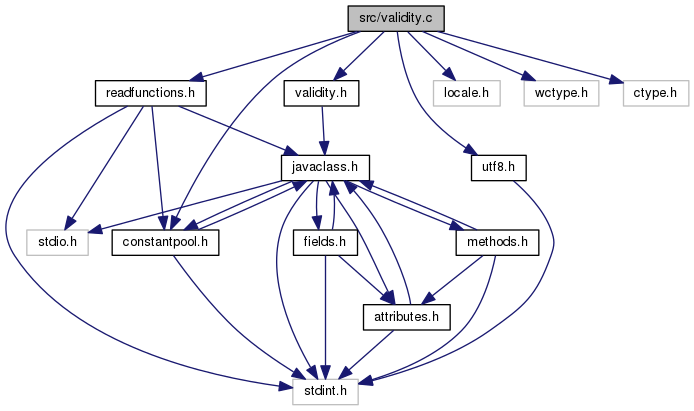 src/validity.c
readfunctions.h
validity.h
locale.h
wctype.h
ctype.h
javaclass.h
utf8.h
stdio.h
constantpool.h
fields.h
methods.h
attributes.h
stdint.h